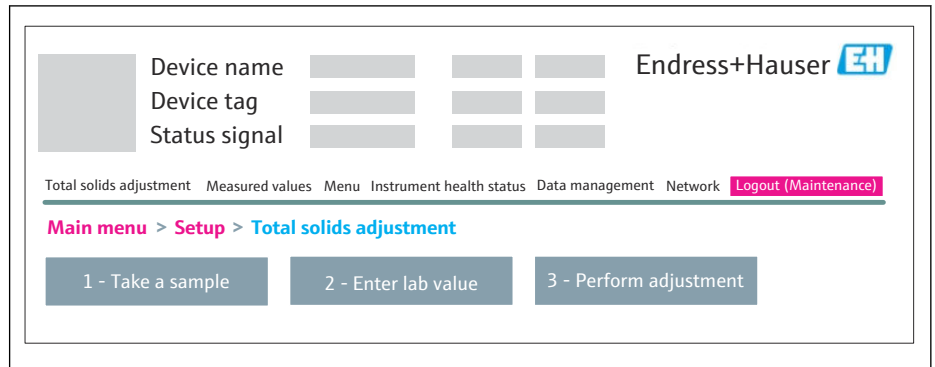 Device name
Endress+Hauser EH
Device tag
Status signal
Total solids adjustment Measured values Menu Instrument health status Data management Network Logout (Maintenance)
Main menu > Setup > Total solids adjustment
1 - Take a sample 2 - Enter lab value 3 - Perform adjustment